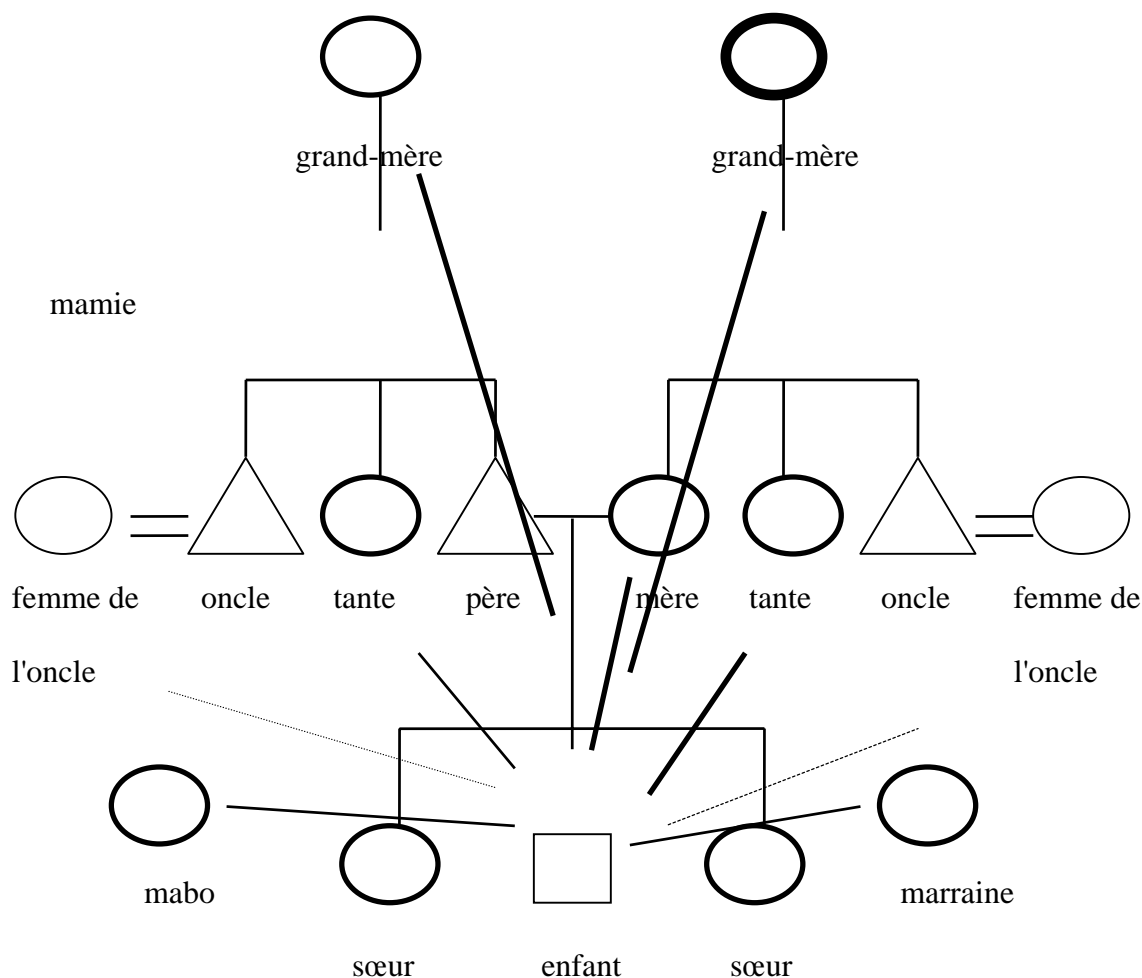 grand-mère grand-mère
mamie
femme de oncle tante père mère tante oncle femme de
l'oncle l'oncle
mabo marraine
sœur enfant sœur